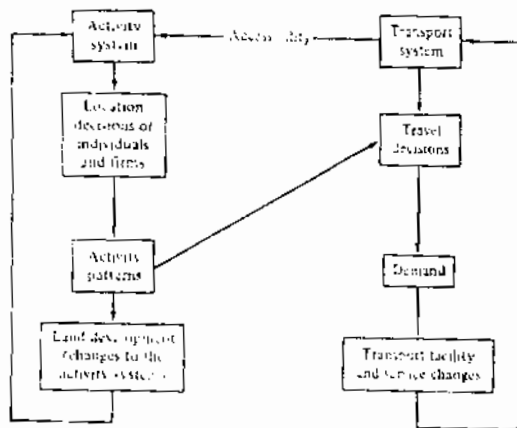 Activity
system
Accessibility
Transport
system
Location
decisions of
individuals
and firms
Travel
decisions
Activity
patterns
Demand
Land development
(changes to the
activity system)
Transport facility
and service changes